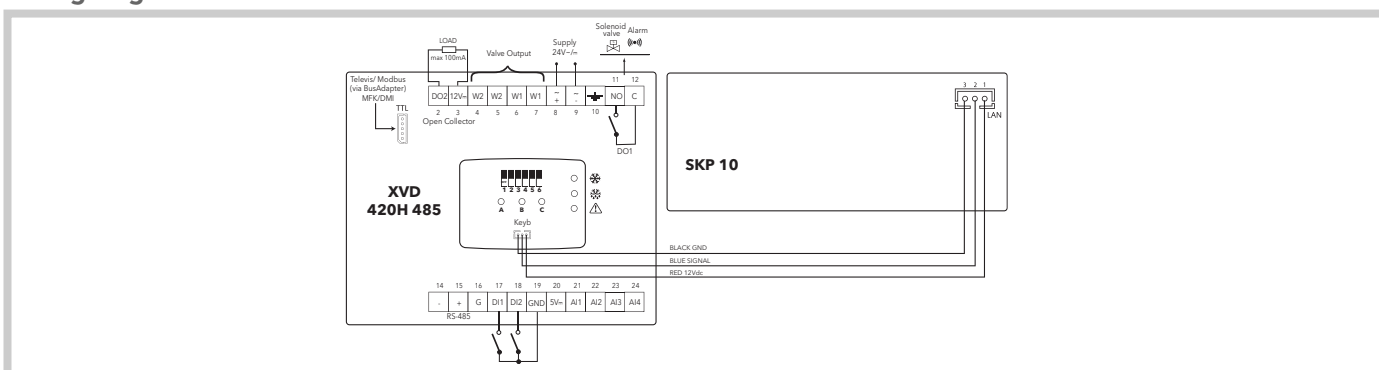 Solenoid
valve
Alarm
LOAD
max 100mA
Valve Output
Supply
24V~/≂
Televis/ Modbus
(via BusAdapter)
MFK/DMI
TTL
11 12
DO2 12V⎓ W2 W2 W1 W1 ~ + ~ - NO C
2 3 4 5 6 7 8 9 10
Open Collector
DO1
3 2 1
LAN
SKP 10
XVD
420H 485
1 2 3 4 5 6
A B C
Keyb
BLACK GND
BLUE SIGNAL
RED 12Vdc
14 15 16 17 18 19 20 21 22 23 24
- + G DI1 DI2 GND 5V⎓ AI1 AI2 AI3 AI4
RS-485